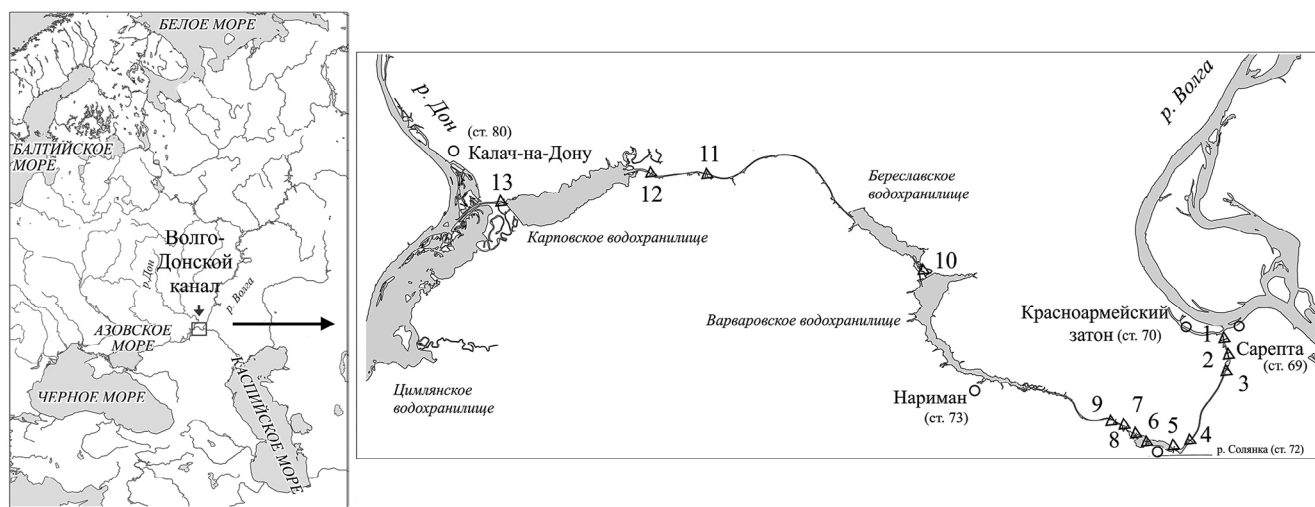 БЕЛОЕ МОРЕ
БАЛТИЙСКОЕ
МОРЕ
Волго-
Донской
канал
р.Дон
р. Волга
АЗОВСКОЕ
МОРЕ
ЧЕРНОЕ МОРЕ
КАСПИЙСКОЕ МОРЕ
р. Дон
(ст. 80)
Калач-на-Дону
13
12
11
Карповское водохранилище
Береславское
водохранилище
10
Варваровское водохранилище
Цимлянское
водохранилище
Нариман
(ст. 73)
р. Волга
Красноармейский
затон (ст. 70)
1
2
Сарепта
(ст. 69)
3
9
8
7
6
5
4
р. Солянка (ст. 72)